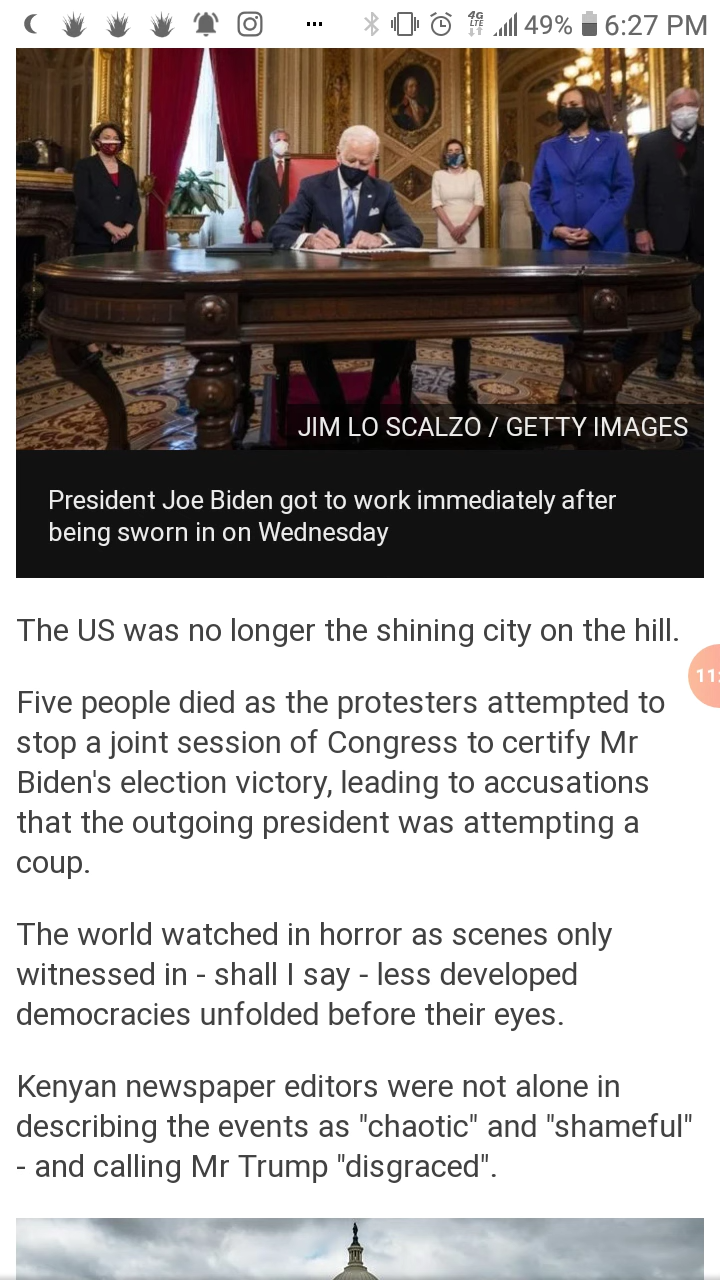 4G
LTE
49%
6:27 PM
JIM LO SCALZO / GETTY IMAGES
President Joe Biden got to work immediately after
being sworn in on Wednesday
The US was no longer the shining city on the hill.
11:
Five people died as the protesters attempted to
stop a joint session of Congress to certify Mr
Biden's election victory, leading to accusations
that the outgoing president was attempting a
coup.
The world watched in horror as scenes only
witnessed in - shall I say - less developed
democracies unfolded before their eyes.
Kenyan newspaper editors were not alone in
describing the events as "chaotic" and "shameful"
- and calling Mr Trump "disgraced".